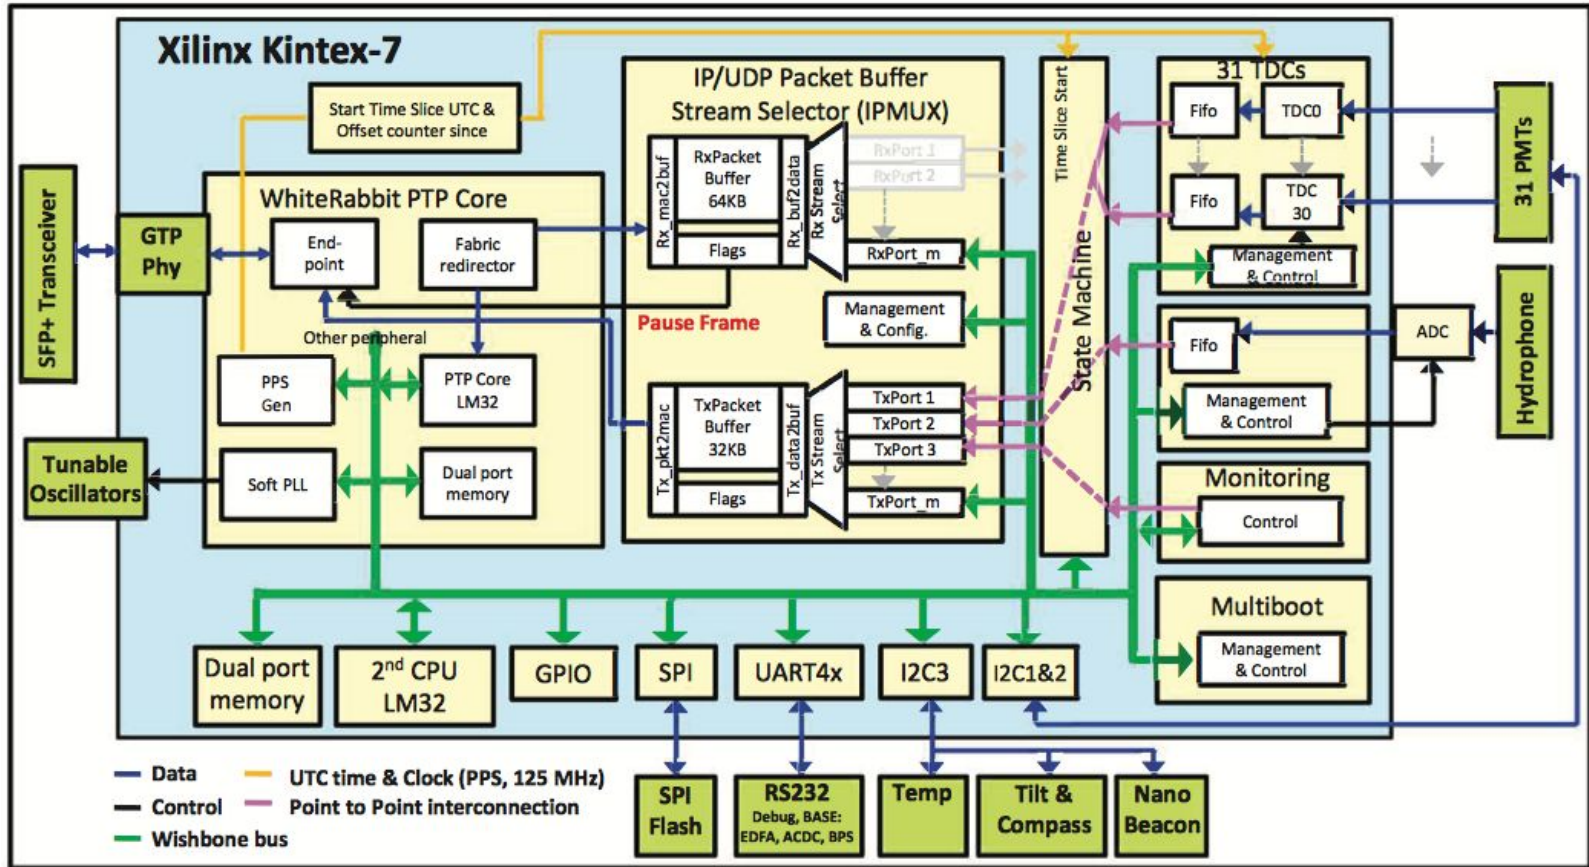 Xilinx Kintex-7
Start Time Slice UTC &
Offset counter since
IP/UDP Packet Buffer
Stream Selector (IPMUX)
Rx_mac2buf
RxPacket
Buffer
64KB
Flags
Rx_buf2data
Rx Stream
Select
RxPort 1
RxPort 2
RxPort_m
Management
& Config.
Pause Frame
Tx_pkt2mac
TxPacket
Buffer
32KB
Flags
Tx_data2buf
Tx Stream
Select
TxPort 1
TxPort 2
TxPort 3
TxPort_m
Time Slice Start
State Machine
31 TDCs
Fifo
TDC0
Fifo
TDC
30
Management
& Control
31 PMTs
Fifo
Management
& Control
ADC
Hydrophone
Monitoring
Control
Multiboot
Management
& Control
SFP+ Transceiver
GTP
Phy
WhiteRabbit PTP Core
End-
point
Fabric
redirector
Other peripheral
PPS
Gen
PTP Core
LM32
Soft PLL
Dual port
memory
Tunable
Oscillators
Dual port
memory
2nd CPU
LM32
GPIO
SPI
UART4x
I2C3
I2C1&2
Data
UTC time & Clock (PPS, 125 MHz)
Control
Point to Point interconnection
Wishbone bus
SPI
Flash
RS232
Debug, BASE:
EDFA, ACDC, BPS
Temp
Tilt &
Compass
Nano
Beacon